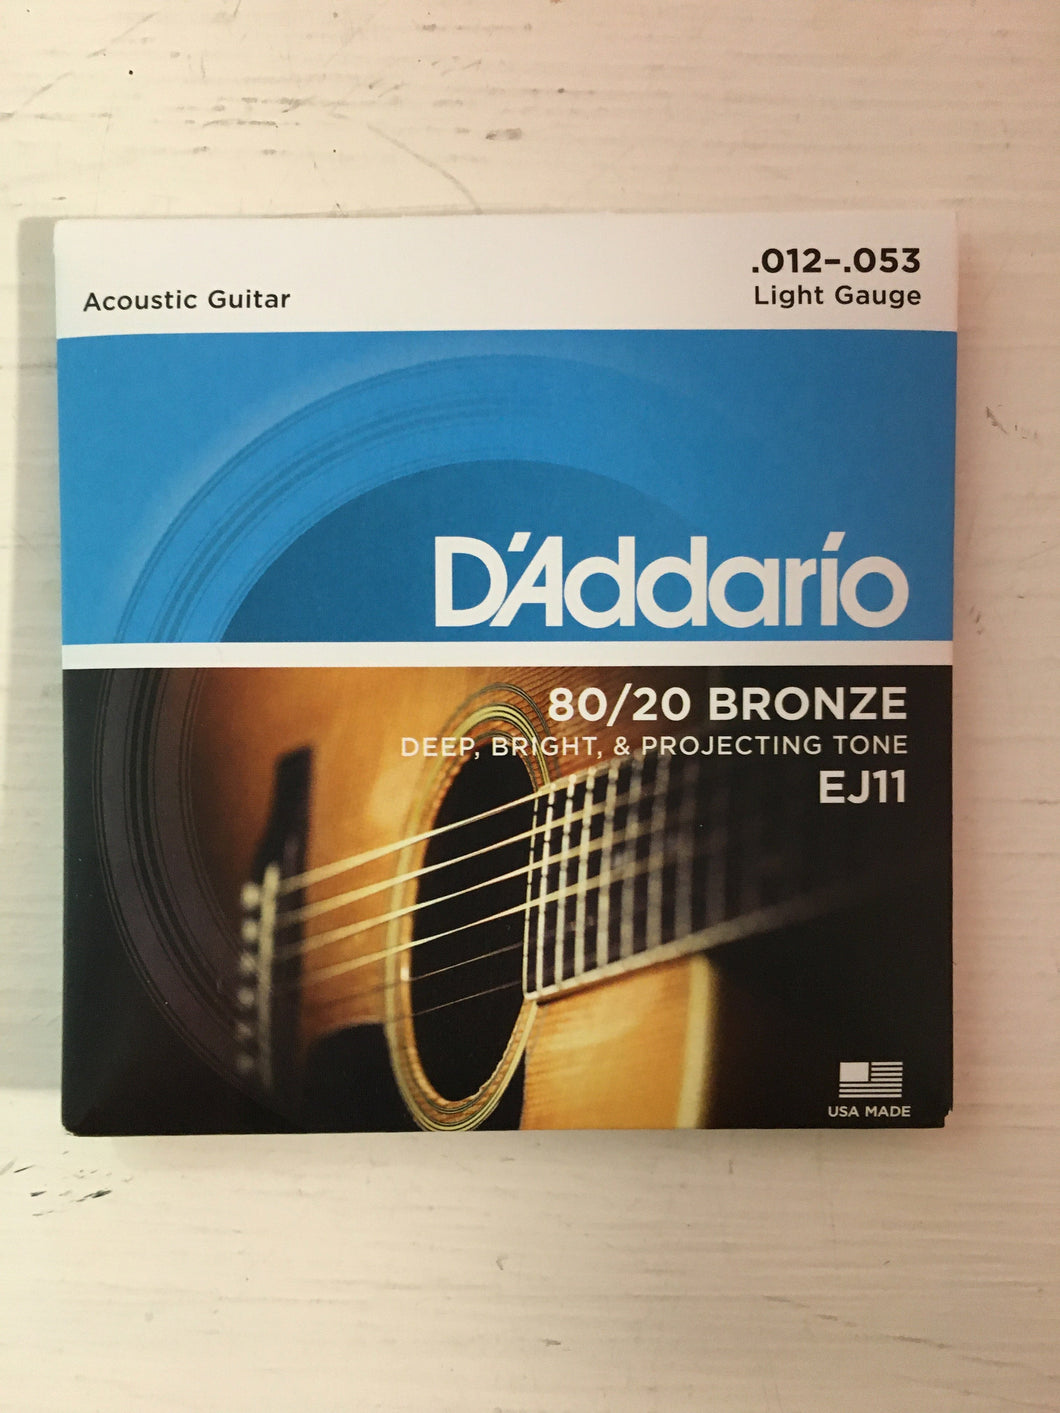 .012–.053
Acoustic Guitar
Light Gauge
D'Addario
80/20 BRONZE
DEEP, BRIGHT, & PROJECTING TONE
EJ11
USA MADE